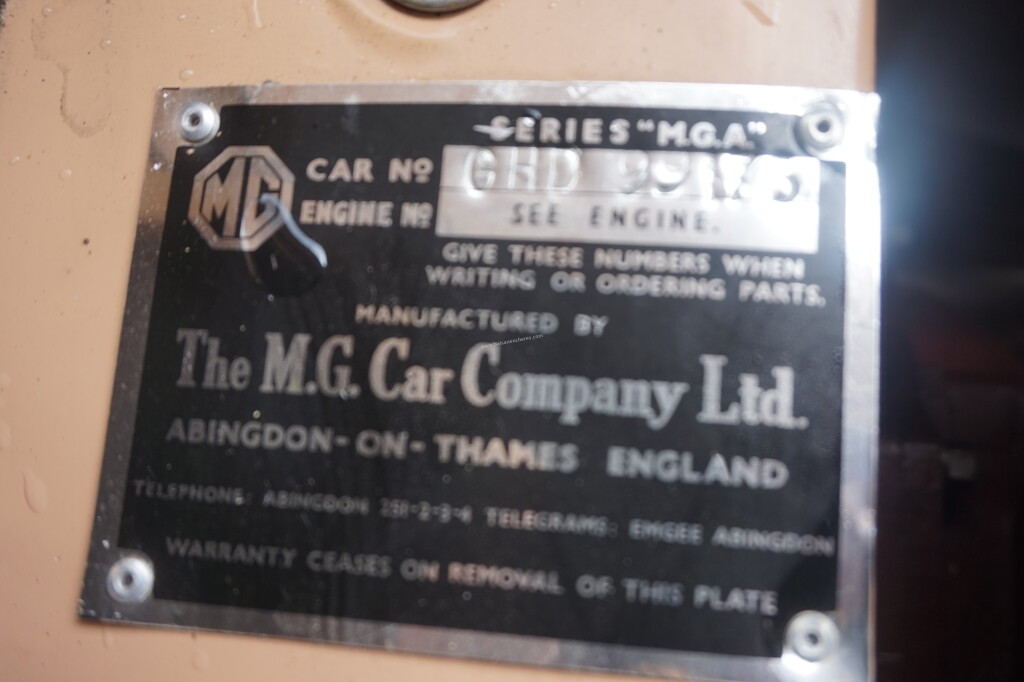 SERIES "M.G.A."
MG
CAR Nº GHD
ENGINE Nº SEE ENGINE.
GIVE THESE NUMBERS WHEN
WRITING OR ORDERING PARTS.
MANUFACTURED BY
The M.G. Car Company Ltd.
ABINGDON-ON-THAMES ENGLAND
TELEPHONE: ABINGDON 251-2-3-4 TELEGRAMS: EMGEE ABINGDON
WARRANTY CEASES ON REMOVAL OF THIS PLATE